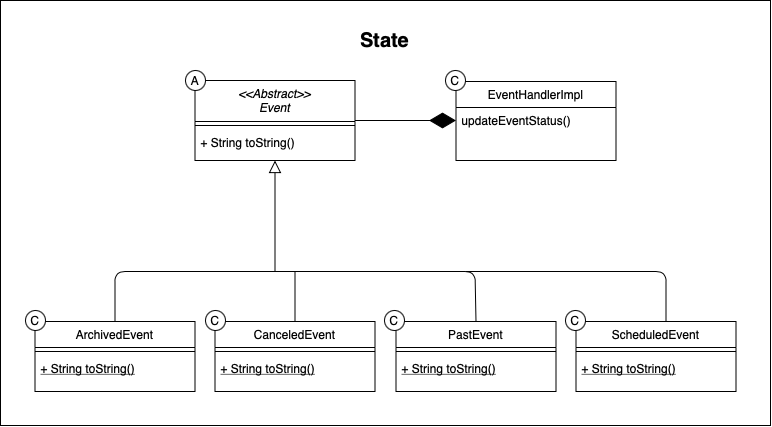 State
A
<<Abstract>>
Event
+ String toString()
C
EventHandlerImpl
updateEventStatus()
C
ArchivedEvent
+ String toString()
C
CanceledEvent
+ String toString()
C
PastEvent
+ String toString()
C
ScheduledEvent
+ String toString()